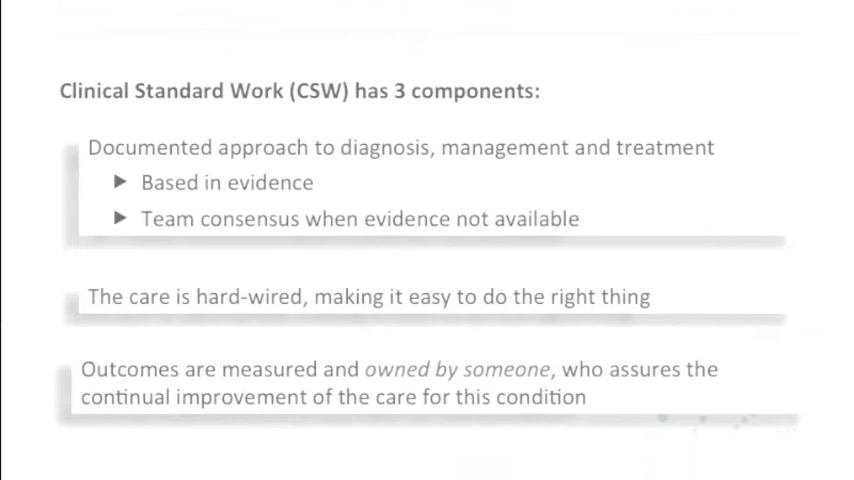 Clinical Standard Work (CSW) has 3 components:
Documented approach to diagnosis, management and treatment
▶ Based in evidence
▶ Team consensus when evidence not available
The care is hard-wired, making it easy to do the right thing
Outcomes are measured and owned by someone, who assures the
continual improvement of the care for this condition